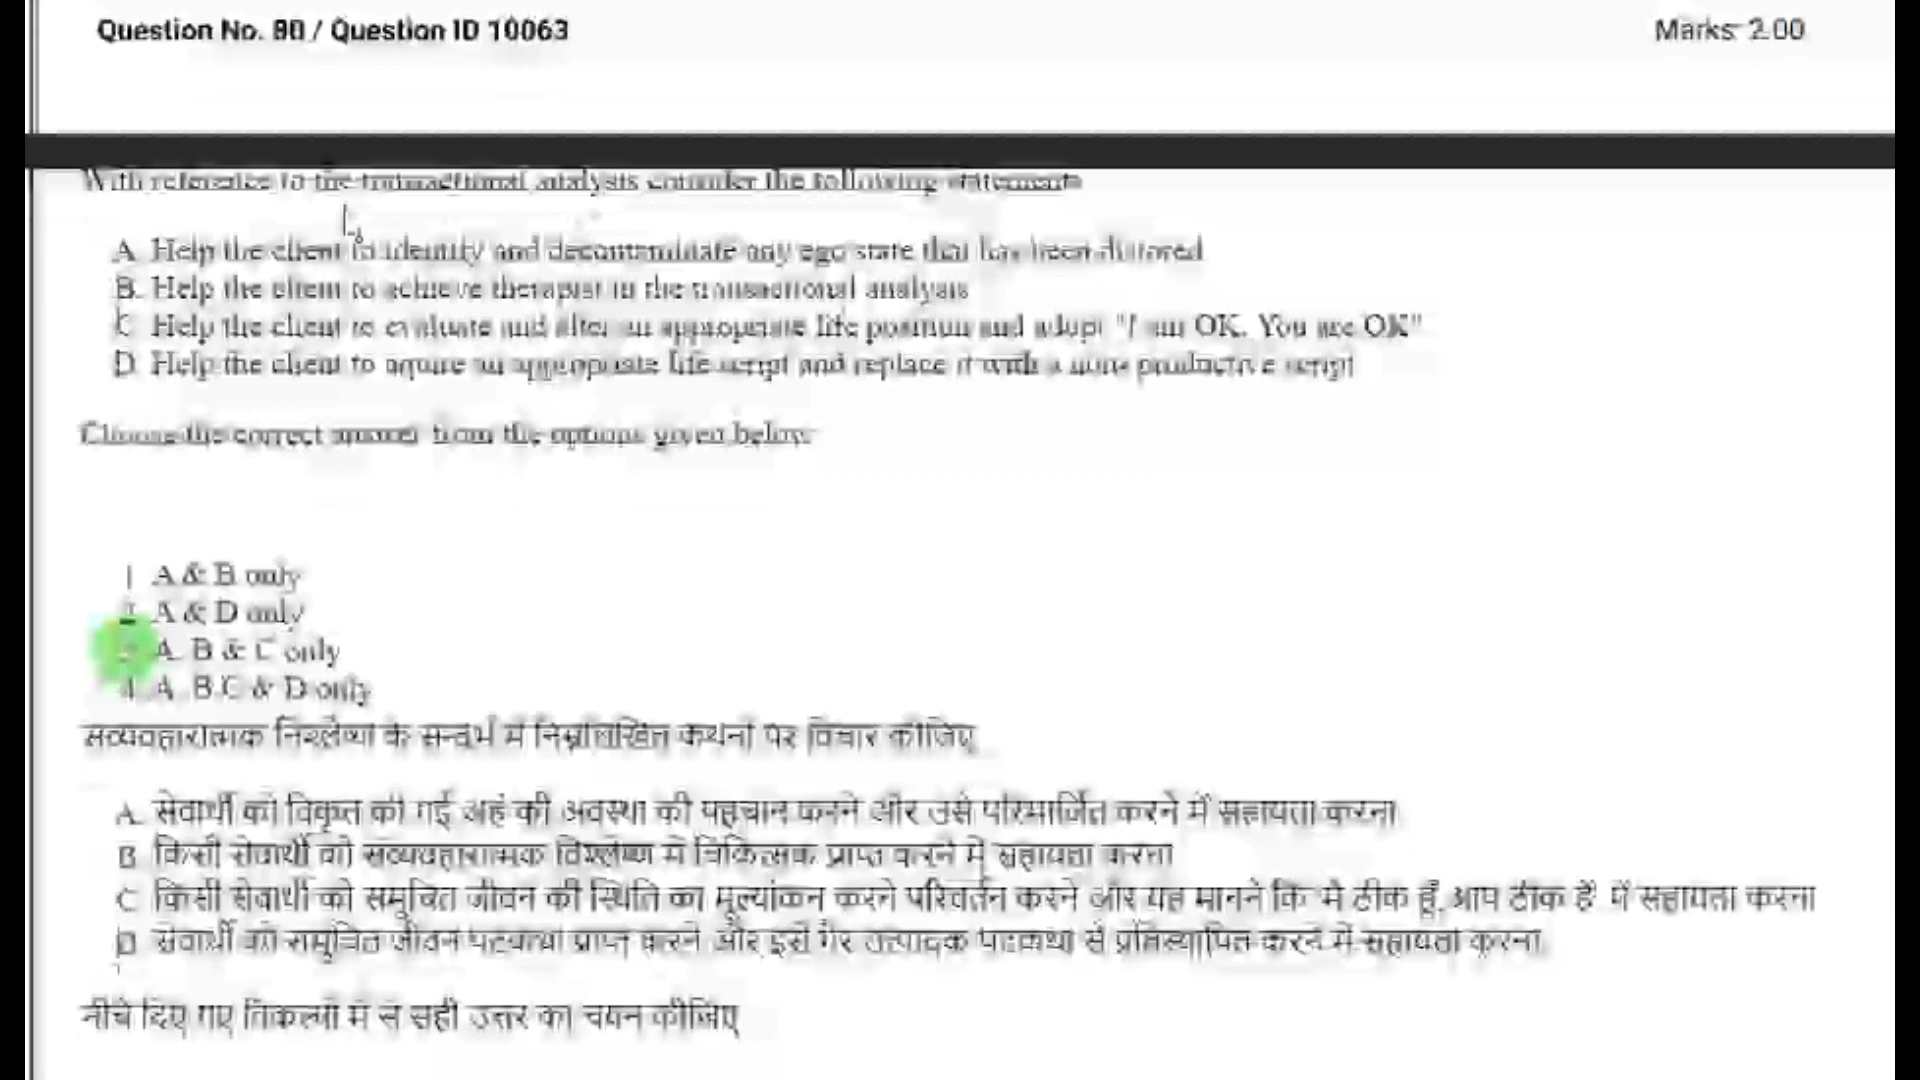 Question No. 80 / Question ID 10063
Marks: 2.00
With reference to the transactional analysis consider the following statements
A. Help the client to identify and decontaminate any ego state that has been distored
B. Help the client to achieve therapist in the transactional analysis
C. Help the client to evaluate and alter an appropriate life position and adopt "I am OK. You are OK"
D. Help the client to aquire an appropriate life script and replace it with a non productive script
Choose the correct answer from the options given below:
1. A & B only
2. A & D only
3. A. B & C only
4. A. B.C & D only
संव्यवहारात्मक विश्लेषण के सन्दर्भ में निम्नलिखित कथनों पर विचार कीजिए
A. सेवार्थी को विकृत की गई अहं की अवस्था की पहचान करने और उसे परिमार्जित करने में सहायता करना
B. किसी सेवार्थी को संव्यवहारात्मक विश्लेषण में चिकित्सक प्राप्त करने में सहायता करना
C. किसी सेवार्थी को समुचित जीवन की स्थिति का मूल्यांकन करने परिवर्तन करने और यह मानने कि मैं ठीक हूँ, आप ठीक हैं में सहायता करना
D. सेवार्थी को समुचित जीवन पटकथा प्राप्त करने और इसे गैर उत्पादक पटकथा से प्रतिस्थापित करने में सहायता करना
नीचे दिए गए विकल्पों में से सही उत्तर का चयन कीजिए